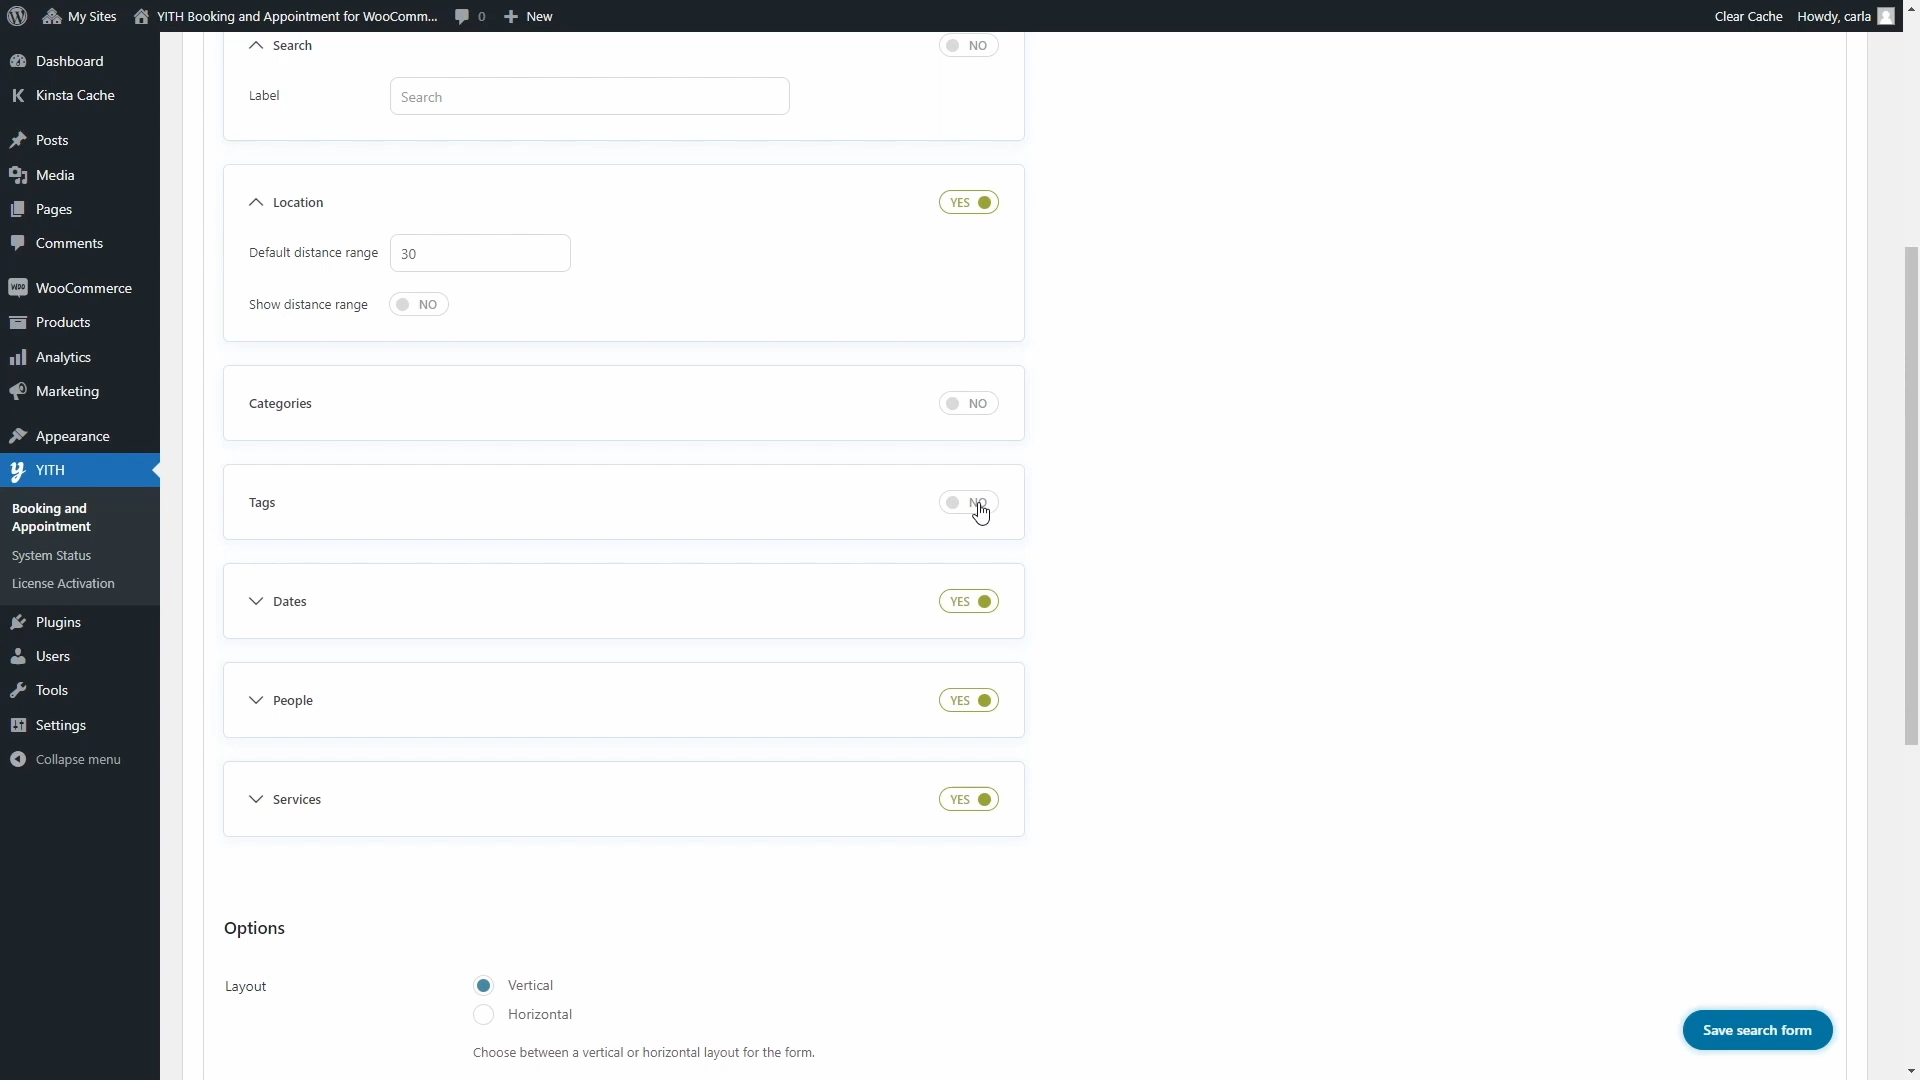 My Sites
YITH Booking and Appointment for WooComm...
0
New
Clear Cache
Howdy, carla
Dashboard
Kinsta Cache
Posts
Media
Pages
Comments
WooCommerce
Products
Analytics
Marketing
Appearance
YITH
Booking and
Appointment
System Status
License Activation
Plugins
Users
Tools
Settings
Collapse menu
Search
NO
Label
Search
Location
YES
Default distance range
30
Show distance range
NO
Categories
NO
Tags
NO
Dates
YES
People
YES
Services
YES
Options
Layout
Vertical
Horizontal
Choose between a vertical or horizontal layout for the form.
Save search form